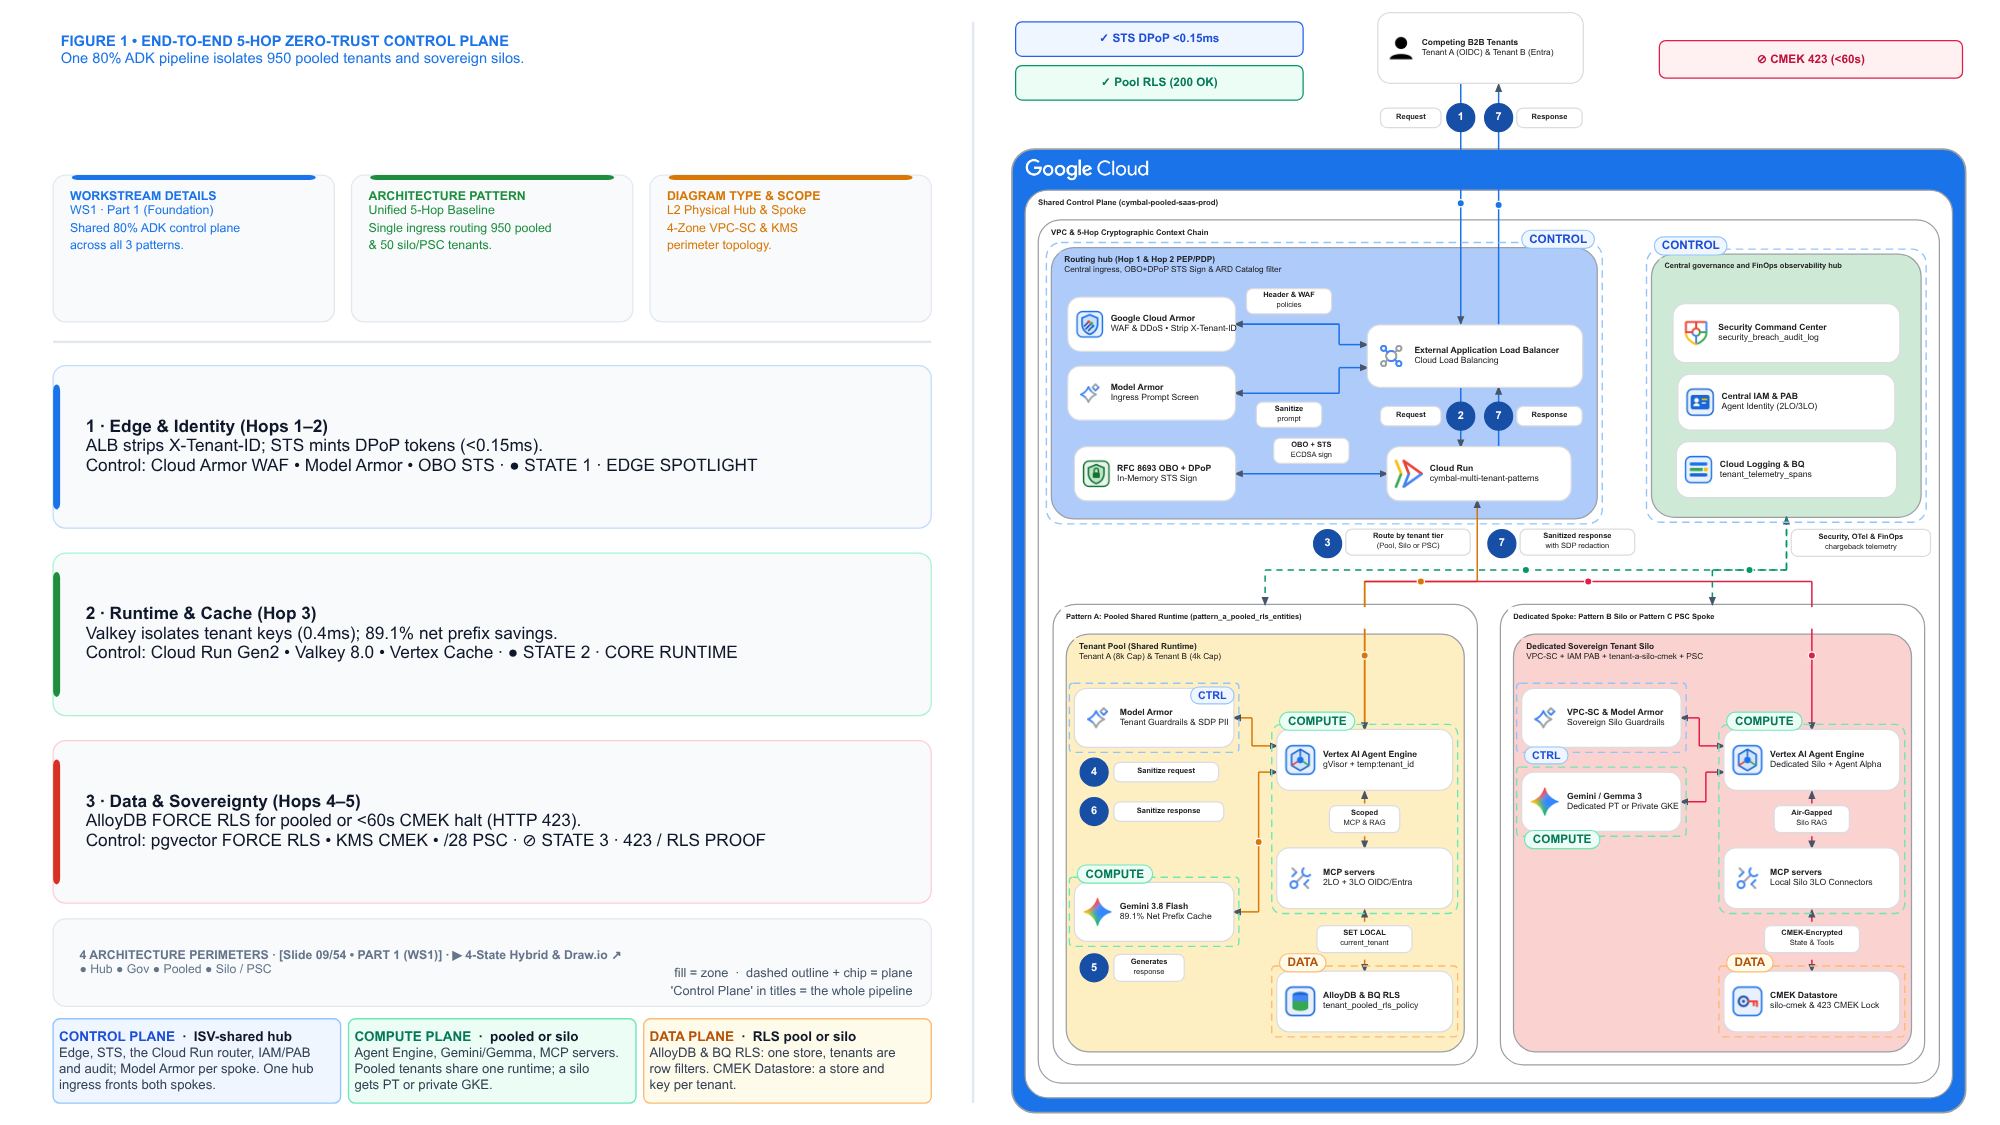 FIGURE 1 • END-TO-END 5-HOP ZERO-TRUST CONTROL PLANE
One 80% ADK pipeline isolates 950 pooled tenants and sovereign silos.
WORKSTREAM DETAILS
WS1 · Part 1 (Foundation)
Shared 80% ADK control plane
across all 3 patterns.
ARCHITECTURE PATTERN
Unified 5-Hop Baseline
Single ingress routing 950 pooled
& 50 silo/PSC tenants.
DIAGRAM TYPE & SCOPE
L2 Physical Hub & Spoke
4-Zone VPC-SC & KMS
perimeter topology.
1 · Edge & Identity (Hops 1–2)
ALB strips X-Tenant-ID; STS mints DPoP tokens (<0.15ms).
Control: Cloud Armor WAF • Model Armor • OBO STS · ● STATE 1 · EDGE SPOTLIGHT
2 · Runtime & Cache (Hop 3)
Valkey isolates tenant keys (0.4ms); 89.1% net prefix savings.
Control: Cloud Run Gen2 • Valkey 8.0 • Vertex Cache · ● STATE 2 · CORE RUNTIME
3 · Data & Sovereignty (Hops 4–5)
AlloyDB FORCE RLS for pooled or <60s CMEK halt (HTTP 423).
Control: pgvector FORCE RLS • KMS CMEK • /28 PSC · ⊘ STATE 3 · 423 / RLS PROOF
4 ARCHITECTURE PERIMETERS · [Slide 09/54 • PART 1 (WS1)] · ▶ 4-State Hybrid & Draw.io ↗
● Hub ● Gov ● Pooled ● Silo / PSC
fill = zone · dashed outline + chip = plane
'Control Plane' in titles = the whole pipeline
CONTROL PLANE · ISV-shared hub
Edge, STS, the Cloud Run router, IAM/PAB
and audit; Model Armor per spoke. One hub
ingress fronts both spokes.
COMPUTE PLANE · pooled or silo
Agent Engine, Gemini/Gemma, MCP servers.
Pooled tenants share one runtime; a silo
gets PT or private GKE.
DATA PLANE · RLS pool or silo
AlloyDB & BQ RLS: one store, tenants are
row filters. CMEK Datastore: a store and
key per tenant.
✓ STS DPoP <0.15ms
✓ Pool RLS (200 OK)
Competing B2B Tenants
Tenant A (OIDC) & Tenant B (Entra)
⊘ CMEK 423 (<60s)
Request
1
7
Response
Google Cloud
Shared Control Plane (cymbal-pooled-saas-prod)
VPC & 5-Hop Cryptographic Context Chain
CONTROL
Routing hub (Hop 1 & Hop 2 PEP/PDP)
Central ingress, OBO+DPoP STS Sign & ARD Catalog filter
Header & WAF
policies
Google Cloud Armor
WAF & DDoS • Strip X-Tenant-ID
External Application Load Balancer
Cloud Load Balancing
Model Armor
Ingress Prompt Screen
Sanitize
prompt
Request
2
7
Response
OBO + STS
ECDSA sign
RFC 8693 OBO + DPoP
In-Memory STS Sign
Cloud Run
cymbal-multi-tenant-patterns
CONTROL
Central governance and FinOps observability hub
Security Command Center
security_breach_audit_log
Central IAM & PAB
Agent Identity (2LO/3LO)
Cloud Logging & BQ
tenant_telemetry_spans
3
Route by tenant tier
(Pool, Silo or PSC)
7
Sanitized response
with SDP redaction
Security, OTel & FinOps
chargeback telemetry
Pattern A: Pooled Shared Runtime (pattern_a_pooled_rls_entities)
Tenant Pool (Shared Runtime)
Tenant A (8k Cap) & Tenant B (4k Cap)
CTRL
Model Armor
Tenant Guardrails & SDP PII
COMPUTE
Vertex AI Agent Engine
gVisor + temp:tenant_id
4
Sanitize request
6
Sanitize response
Scoped
MCP & RAG
MCP servers
2LO + 3LO OIDC/Entra
COMPUTE
Gemini 3.8 Flash
89.1% Net Prefix Cache
SET LOCAL
current_tenant
5
Generates
response
DATA
AlloyDB & BQ RLS
tenant_pooled_rls_policy
Dedicated Spoke: Pattern B Silo or Pattern C PSC Spoke
Dedicated Sovereign Tenant Silo
VPC-SC + IAM PAB + tenant-a-silo-cmek + PSC
VPC-SC & Model Armor
Sovereign Silo Guardrails
CTRL
COMPUTE
Vertex AI Agent Engine
Dedicated Silo + Agent Alpha
Gemini / Gemma 3
Dedicated PT or Private GKE
COMPUTE
Air-Gapped
Silo RAG
MCP servers
Local Silo 3LO Connectors
CMEK-Encrypted
State & Tools
DATA
CMEK Datastore
silo-cmek & 423 CMEK Lock